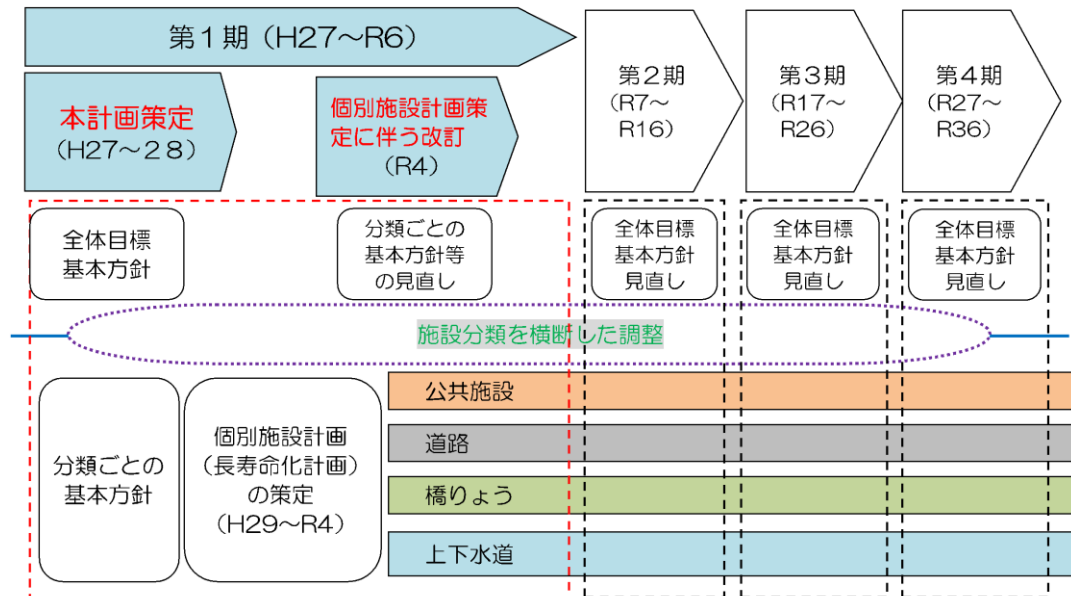 第１期（H27～R6）
本計画策定
（H27～２８）
個別施設計画策
定に伴う改訂
（R4）
第２期
（R7～
R16）
第３期
（R17～
R26）
第４期
（R27～
R36）
全体目標
基本方針
分類ごとの
基本方針等
の見直し
全体目標
基本方針
見直し
全体目標
基本方針
見直し
全体目標
基本方針
見直し
施設分類を横断した調整
分類ごとの
基本方針
個別施設計画
（長寿命化計画）
の策定
（H29～R4）
公共施設
道路
橋りょう
上下水道